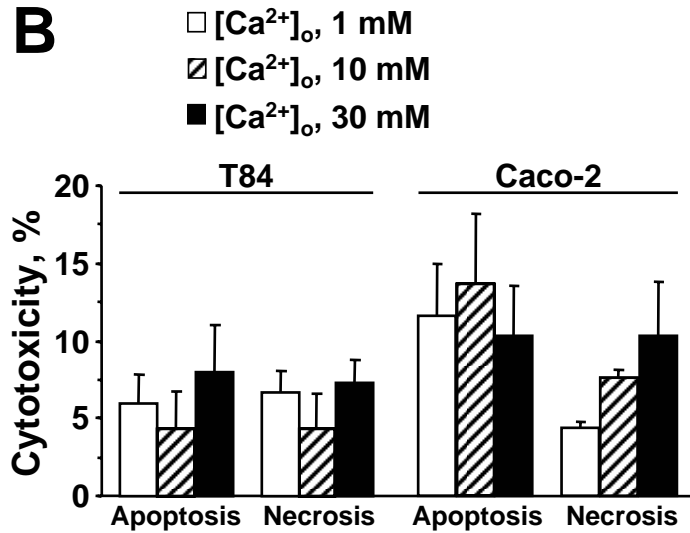 B
[Ca²⁺]ₒ, 1 mM
[Ca²⁺]ₒ, 10 mM
[Ca²⁺]ₒ, 30 mM
T84 Caco-2
Cytotoxicity, %
20
15
10
5
0
Apoptosis Necrosis Apoptosis Necrosis